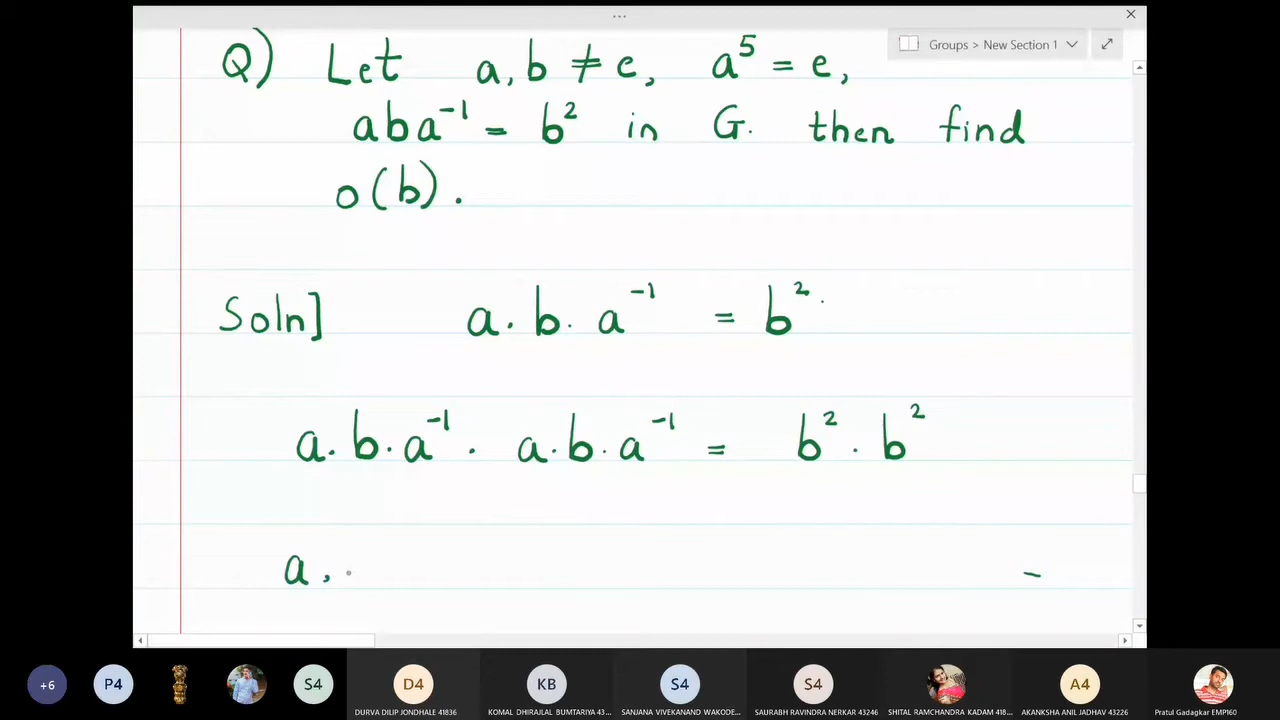 Groups > New Section 1
Q) Let a, b ≠ e, a⁵ = e,
aba⁻¹ = b² in G. then find
o(b).
Soln] a. b. a⁻¹ = b².
a. b. a⁻¹ . a. b. a⁻¹ = b² . b²
a.
+6 P4 S4 D4 KB S4 S4 A4
DURVA DILIP JONDHALE 41836 KOMAL DHIRAJLAL BUMTARIYA 43... SANJANA VIVEKANAND WAKODE... SAURABH RAVINDRA NERKAR 43246 SHITAL RAMCHANDRA KADAM 418... AKANKSHA ANIL JADHAV 43226 Pratul Gadagkar EMP160